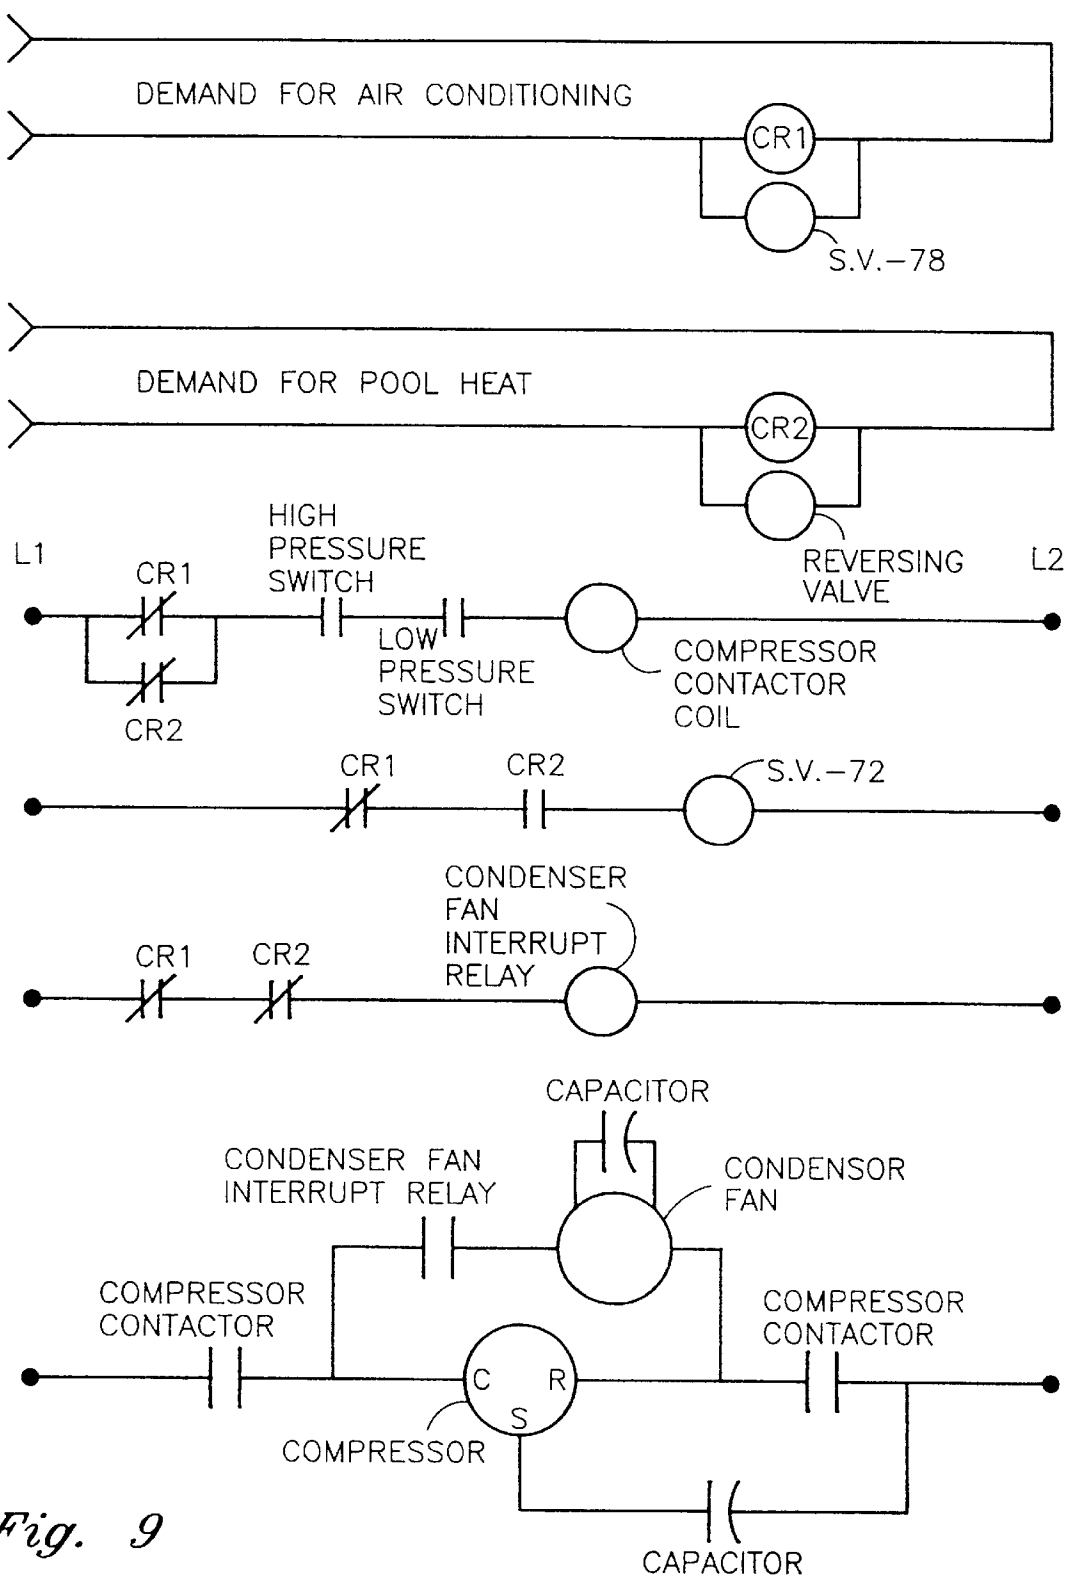 DEMAND FOR AIR CONDITIONING
CR1
S.V.-78
DEMAND FOR POOL HEAT
CR2
REVERSING
VALVE
L1
L2
CR1
CR2
HIGH
PRESSURE
SWITCH
LOW
PRESSURE
SWITCH
COMPRESSOR
CONTACTOR
COIL
CR1
CR2
S.V.-72
CR1
CR2
CONDENSER
FAN
INTERRUPT
RELAY
CAPACITOR
CONDENSER FAN
INTERRUPT RELAY
CONDENSOR
FAN
COMPRESSOR
CONTACTOR
COMPRESSOR
CONTACTOR
C
R
S
COMPRESSOR
CAPACITOR
Fig. 9